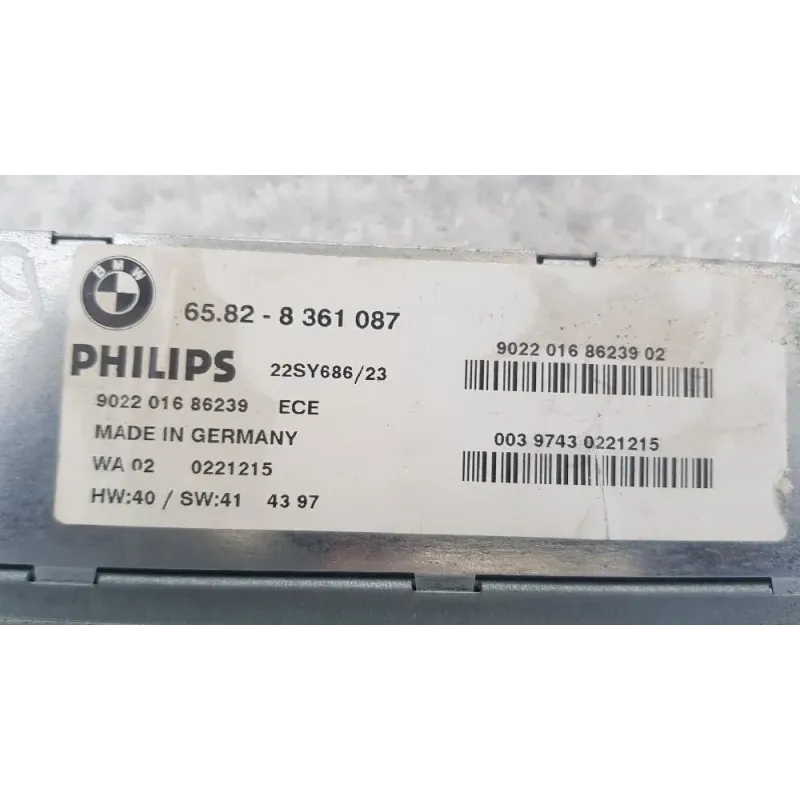 BMW
65.82 - 8 361 087
PHILIPS 22SY686/23
9022 016 86239 ECE
MADE IN GERMANY
WA 02 0221215
HW:40 / SW:41 43 97
9022 016 86239 02
003 9743 0221215